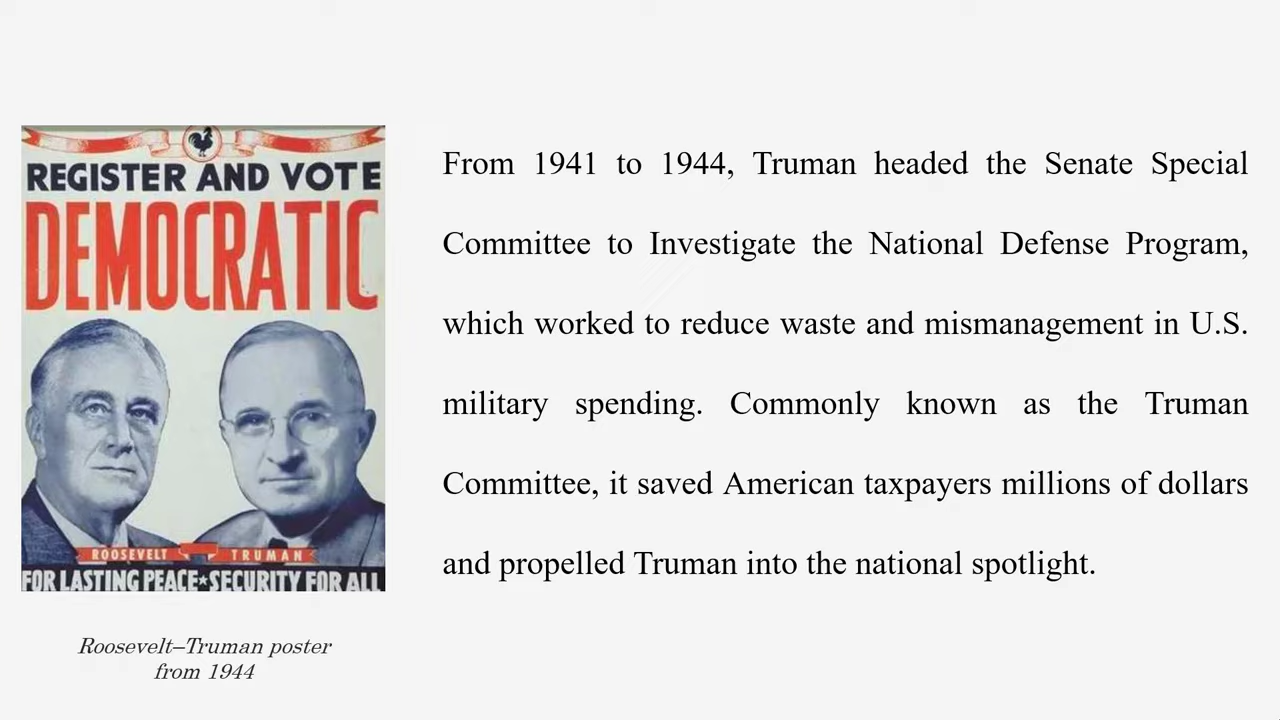 REGISTER AND VOTE
DEMOCRATIC
ROOSEVELT TRUMAN
FOR LASTING PEACE★SECURITY FOR ALL
Roosevelt–Truman poster
from 1944
From 1941 to 1944, Truman headed the Senate Special
Committee to Investigate the National Defense Program,
which worked to reduce waste and mismanagement in U.S.
military spending. Commonly known as the Truman
Committee, it saved American taxpayers millions of dollars
and propelled Truman into the national spotlight.